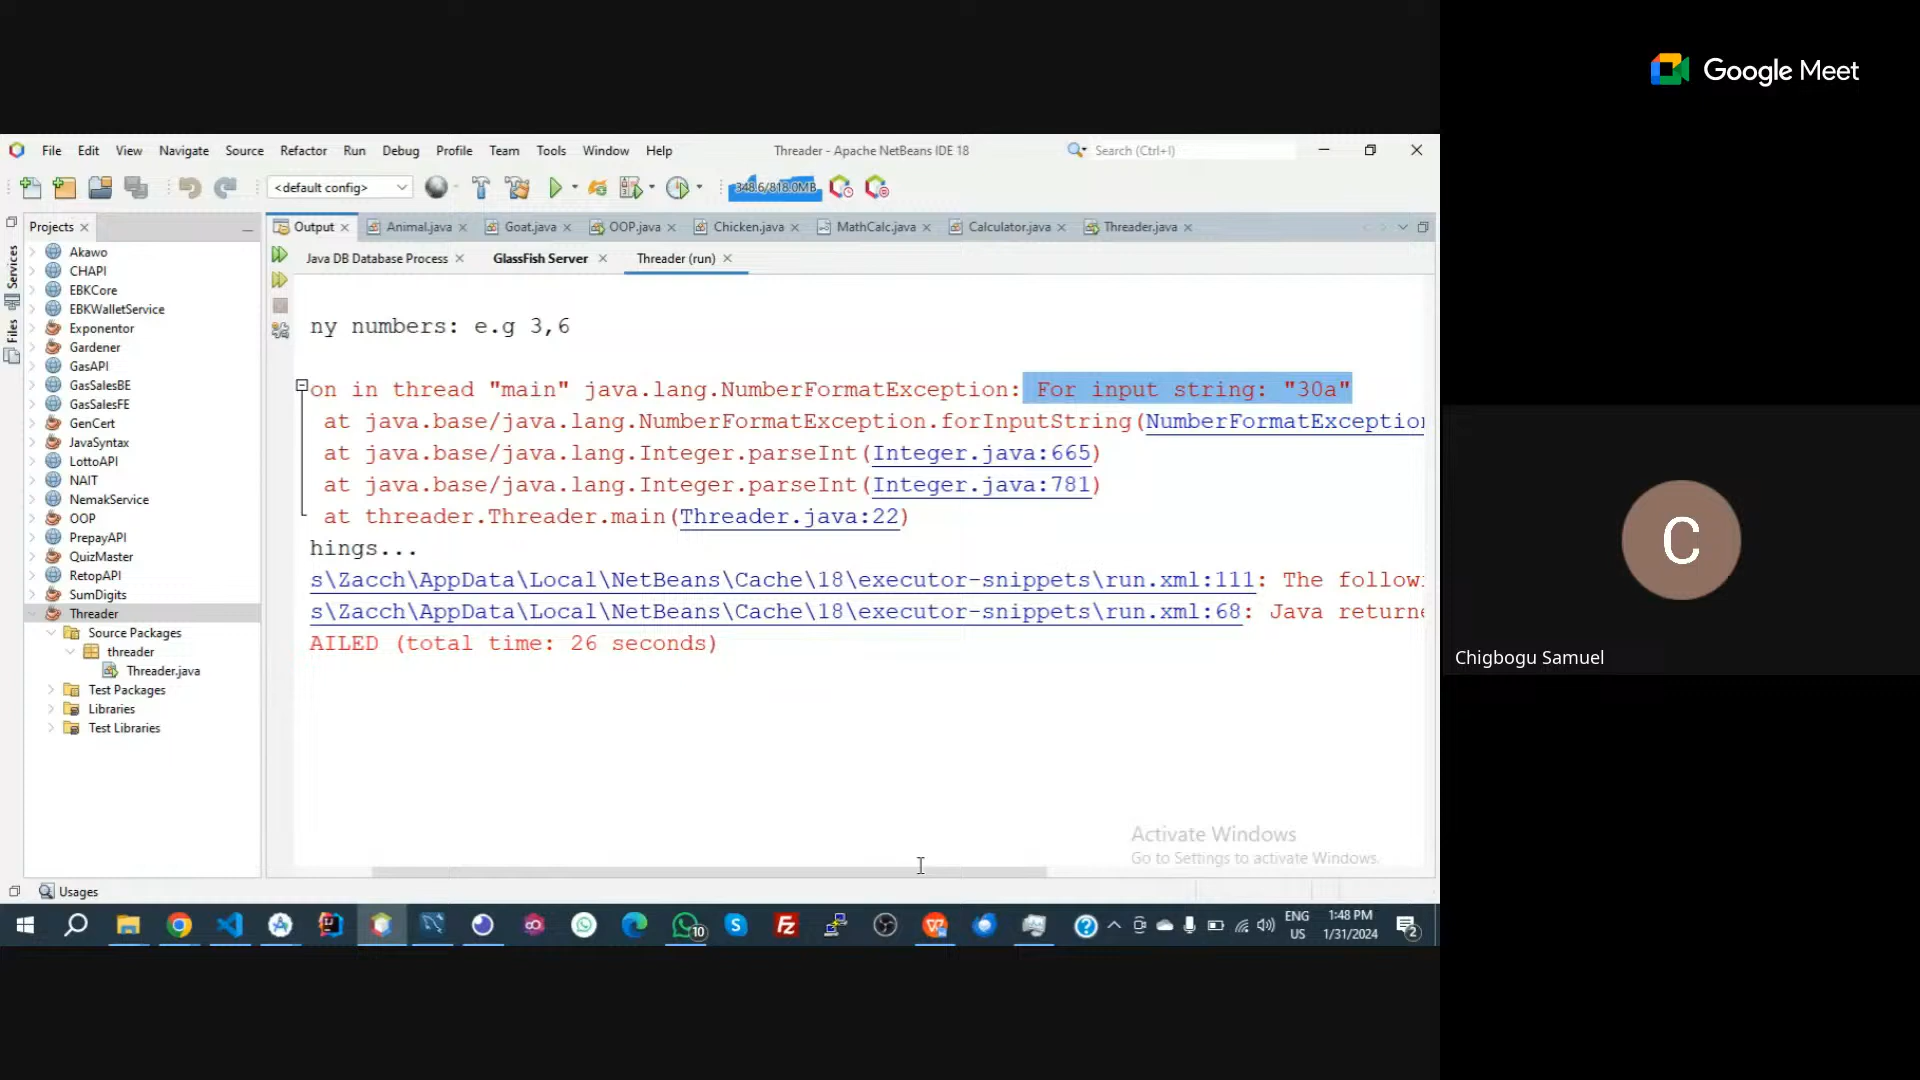 Google Meet
File Edit View Navigate Source Refactor Run Debug Profile Team Tools Window Help
Threader - Apache NetBeans IDE 18
Search (Ctrl+I)
<default config>
348.6/818.0MB
Projects
Services
Files
Output Animal.java Goat.java OOP.java Chicken.java MathCalc.java Calculator.java Threader.java
Java DB Database Process GlassFish Server Threader (run)
Akawo
CHAPI
EBKCore
EBKWalletService
Exponentor
Gardener
GasAPI
GasSalesBE
GasSalesFE
GenCert
JavaSyntax
LottoAPI
NAIT
NemakService
OOP
PrepayAPI
QuizMaster
RetopAPI
SumDigits
Threader
Source Packages
threader
Threader.java
Test Packages
Libraries
Test Libraries
ny numbers: e.g 3,6
on in thread "main" java.lang.NumberFormatException: For input string: "30a"
at java.base/java.lang.NumberFormatException.forInputString(NumberFormatException
at java.base/java.lang.Integer.parseInt(Integer.java:665)
at java.base/java.lang.Integer.parseInt(Integer.java:781)
at threader.Threader.main(Threader.java:22)
hings...
s\Zacch\AppData\Local\NetBeans\Cache\18\executor-snippets\run.xml:111: The follow
s\Zacch\AppData\Local\NetBeans\Cache\18\executor-snippets\run.xml:68: Java returne
AILED (total time: 26 seconds)
Activate Windows
Go to Settings to activate Windows.
Usages
10
ENG
US
1:48 PM
1/31/2024
2
C
Chigbogu Samuel